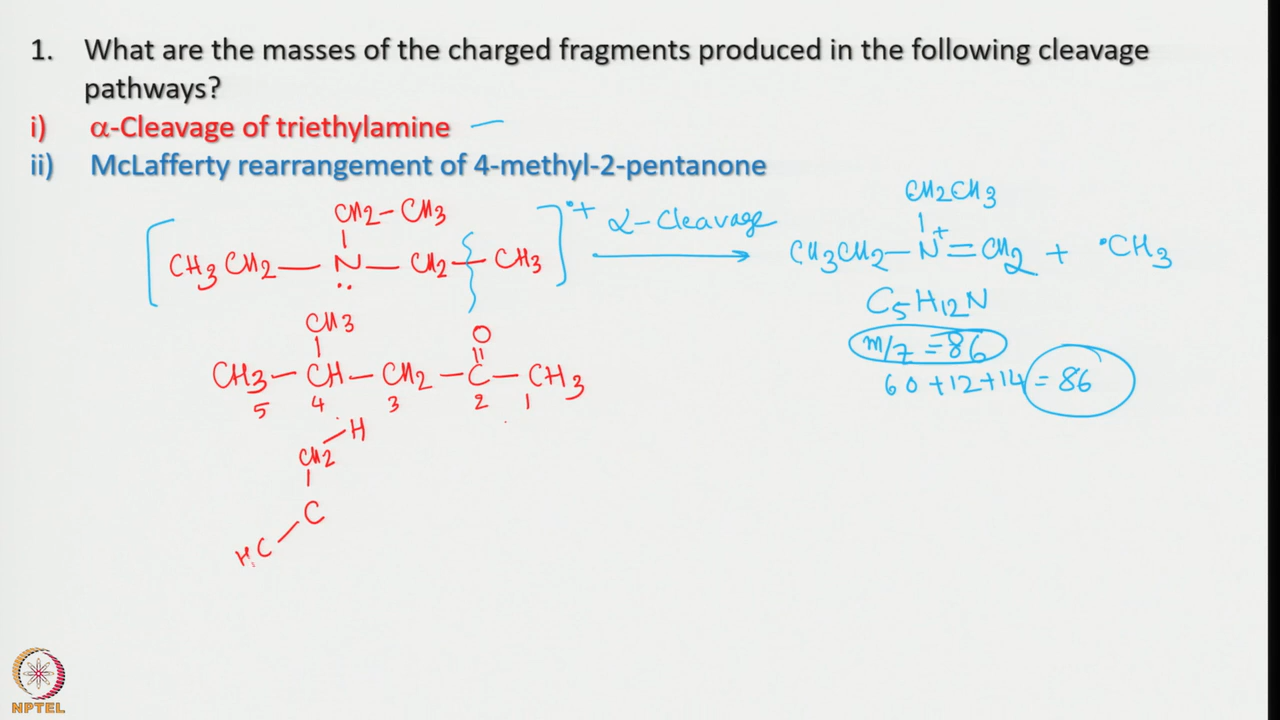 1. What are the masses of the charged fragments produced in the following cleavage
pathways?
i) α-Cleavage of triethylamine
ii) McLafferty rearrangement of 4-methyl-2-pentanone
CH2-CH3
CH3CH2-N-CH2-CH3
•+
α-Cleavage
CH2CH3
CH3CH2-N+=CH2 + •CH3
C5H12N
m/z = 86
60+12+14 = 86
CH3
O
CH3-CH-CH2-C-CH3
5 4 3 2 1
H
CH2
C
H C
NPTEL